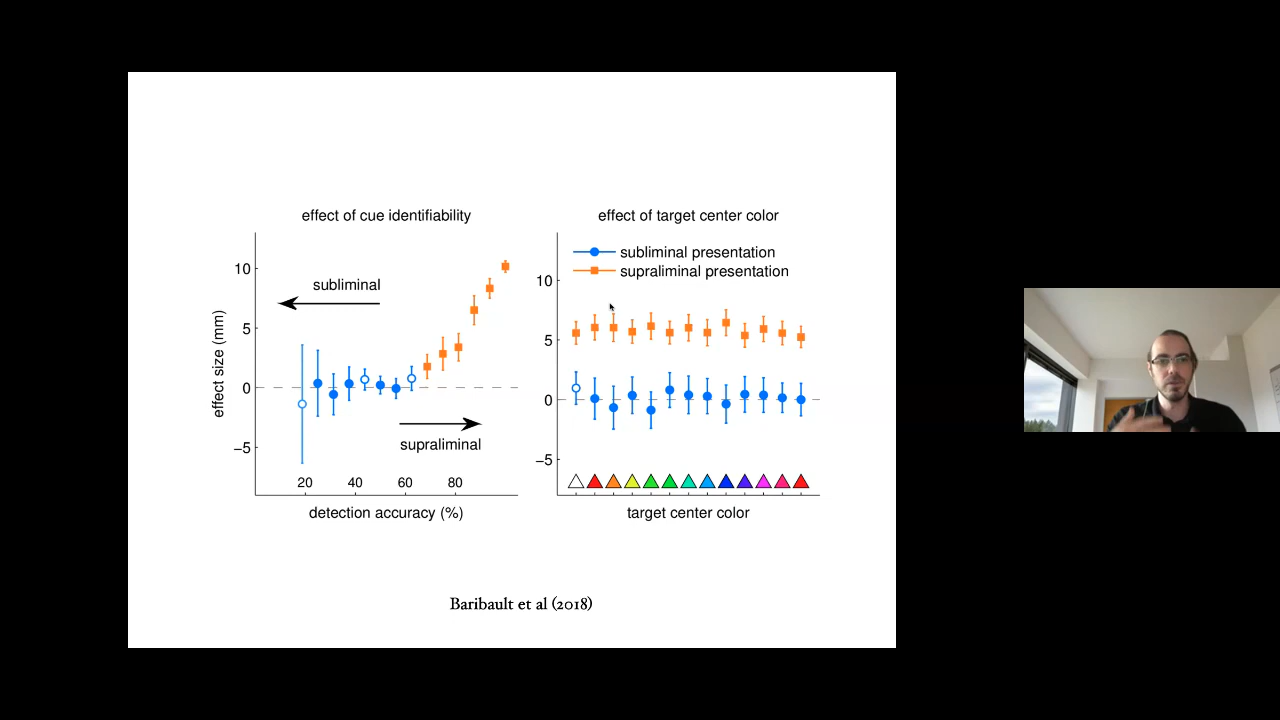 effect of cue identifiability
subliminal
supraliminal
effect size (mm)
10
5
0
−5
20 40 60 80
detection accuracy (%)
effect of target center color
subliminal presentation
supraliminal presentation
10
5
0
−5
target center color
Baribault et al (2018)